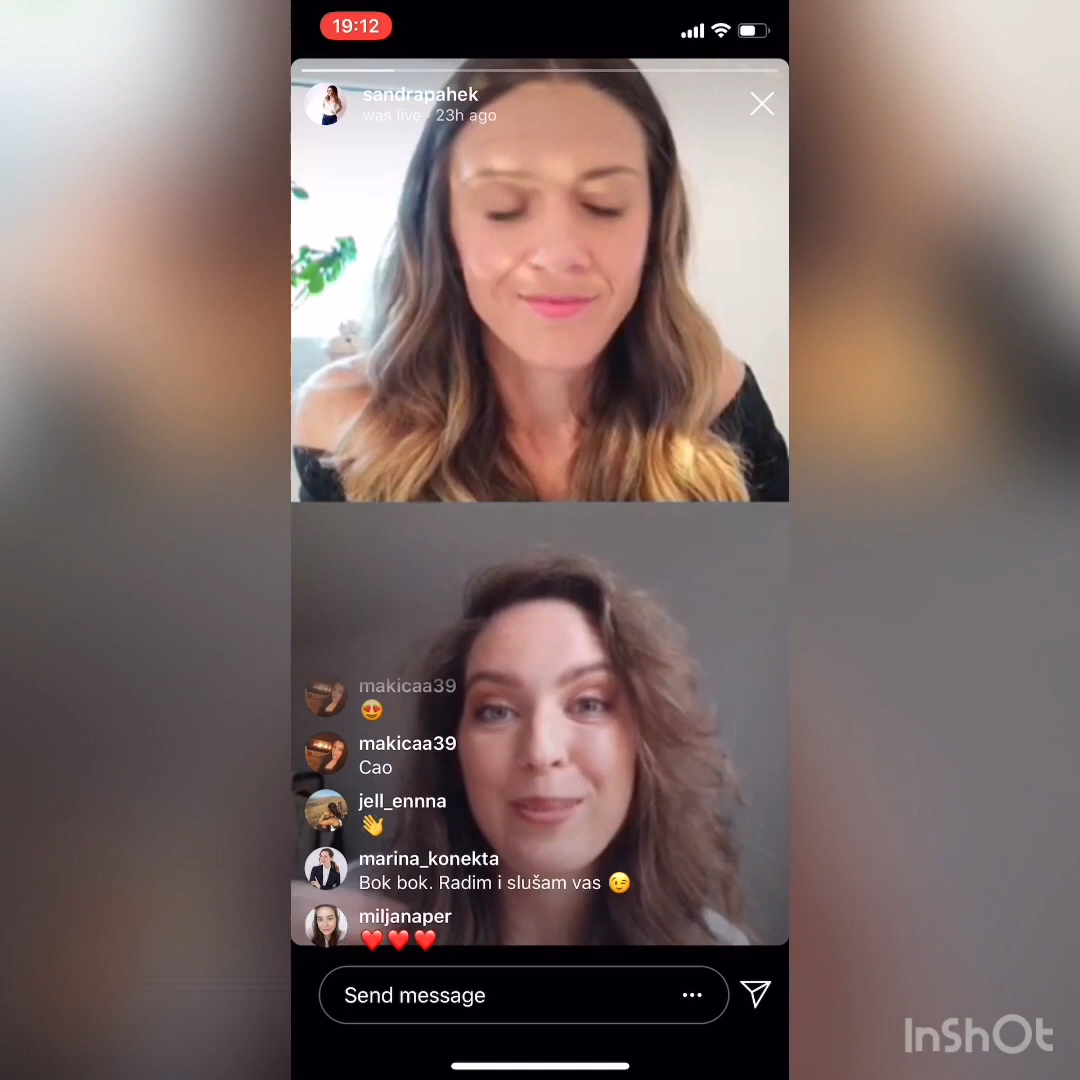 19:12
sandrapahek
was live · 23h ago
makicaa39
😍
makicaa39
Cao
jell_ennna
👋
marina_konekta
Bok bok. Radim i slušam vas 😉
miljanaper
❤️❤️❤️
Send message
InShOt